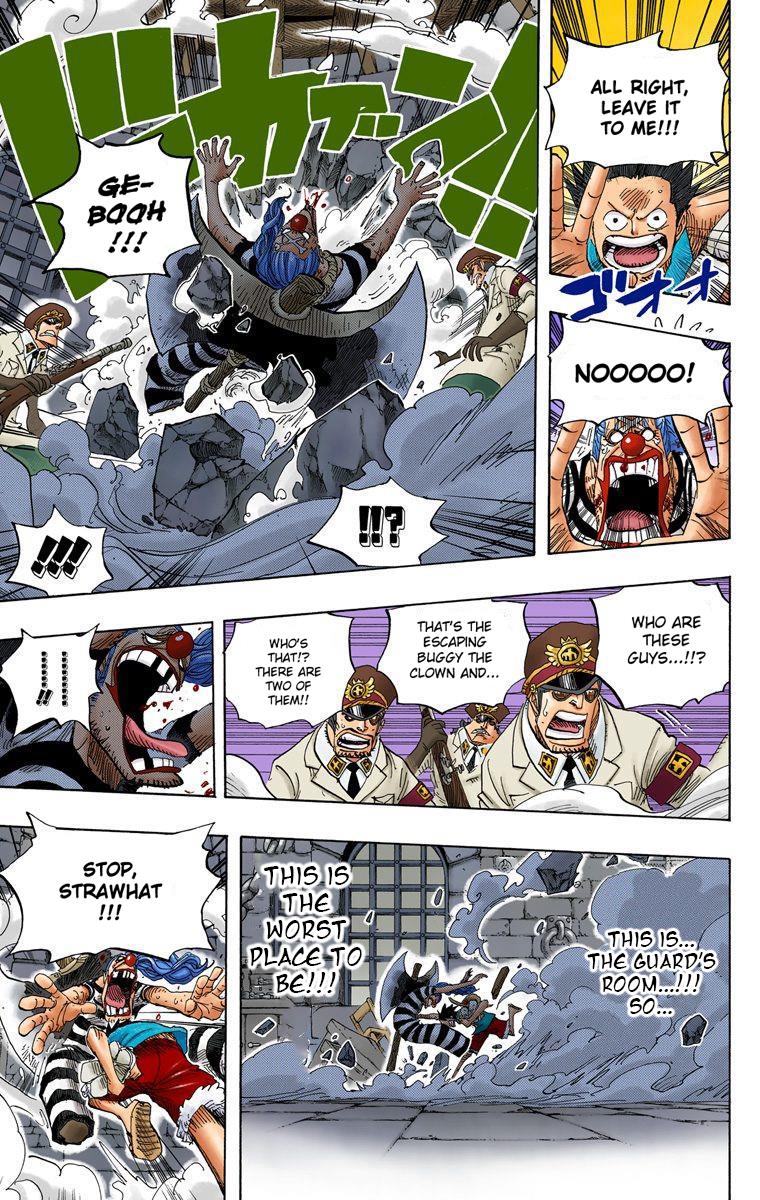 ALL RIGHT,
LEAVE IT
TO ME!!!
ゴォォ
NOOOOO!
ドカァーン!!
GE-
BOOH
!!!
!!?
!!!
WHO ARE
THESE
GUYS...!!?
THAT'S THE
ESCAPING
BUGGY THE
CLOWN AND...
WHO'S
THAT!?
THERE ARE
TWO OF
THEM!!
.........!!
THIS IS...
THE GUARD'S
ROOM...!!!
SO...
THIS IS
THE
WORST
PLACE TO
BE!!!
STOP,
STRAWHAT
!!!